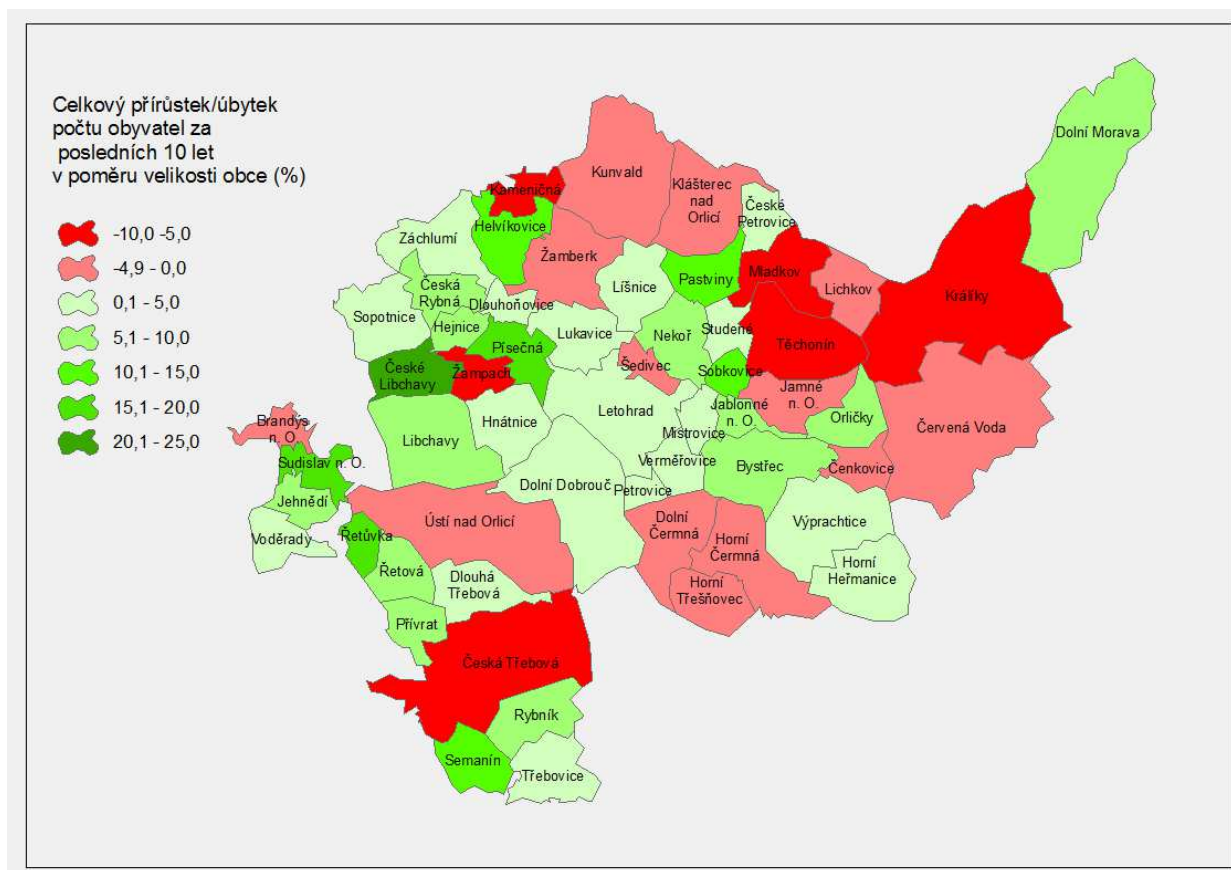 Celkový přírůstek/úbytek
počtu obyvatel za
posledních 10 let
v poměru velikosti obce (%)
-10,0 -5,0
-4,9 - 0,0
0,1 - 5,0
5,1 - 10,0
10,1 - 15,0
15,1 - 20,0
20,1 - 25,0
Dolní Morava
Kunvald
Klášterec
nad
Orlicí
Kameničná
České
Petrovice
Helvíkovice
Záchlumí
Žamberk
Mladkov
Pastviny
Líšnice
Lichkov
Králíky
Česká
Rybná
Dlouhoňovice
Sopotnice
Hejnice
Lukavice
Nekoř
Studené
Těchonín
Písečná
České
Libchavy
Žampach
Šedivec
Sobkovice
Jamné
n. O.
Letohrad
Jablonné
n. O.
Orličky
Hnátnice
Brandýs
n. O.
Libchavy
Mistrovice
Červená Voda
Sudislav n. O.
Verměřovice
Bystřec
Čenkovice
Dolní Dobrouč
Petrovice
Jehnědí
Ústí nad Orlicí
Dolní
Čermná
Výprachtice
Voděrady
Řetůvka
Horní
Čermná
Řetová
Dlouhá
Třebová
Horní
Třešňovec
Horní
Heřmanice
Přívrat
Česká Třebová
Rybník
Semanín
Třebovice